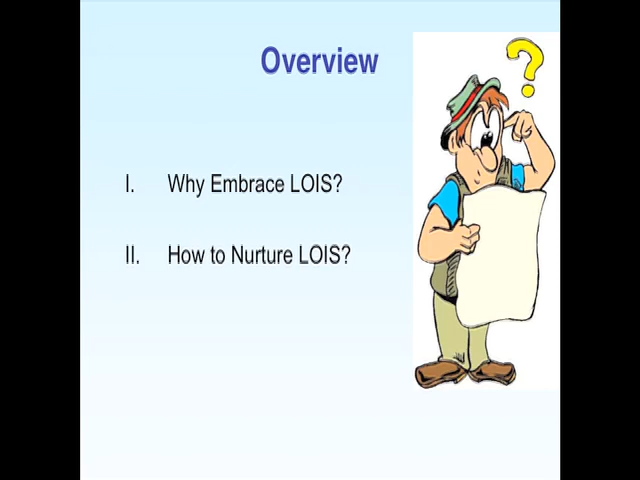 Overview
I. Why Embrace LOIS?
II. How to Nurture LOIS?
?